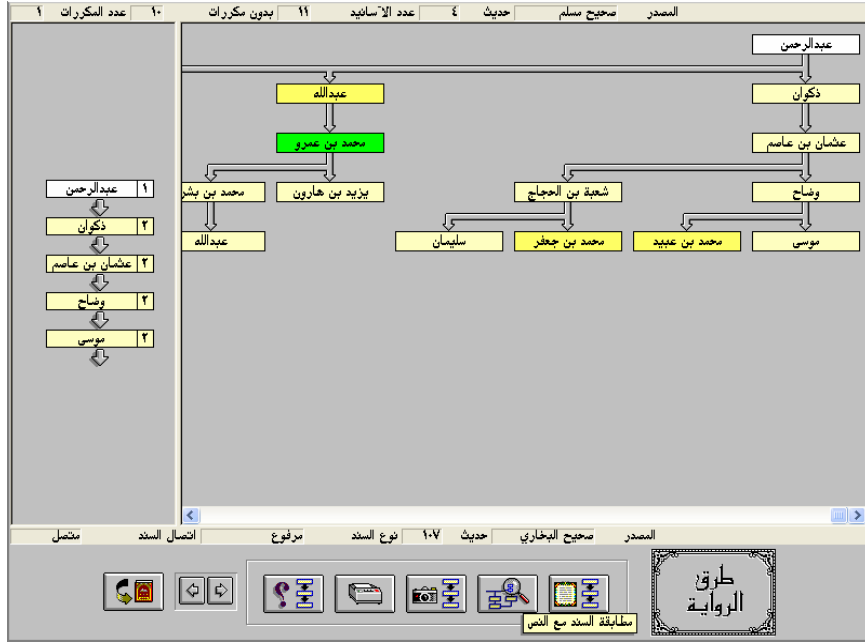 المصدر صحيح مسلم حديث ٤ عدد الأسانيد ١١ بدون مكررات ١٠ عدد المكررات ١
عبدالرحمن
عبدالله ذكوان
محمد بن عمرو عثمان بن عاصم
وضاح شعبة بن الحجاج يزيد بن هارون محمد بن بشر
موسى محمد بن عبيد محمد بن جعفر سليمان عبدالله
١ عبدالرحمن
٢ ذكوان
٢ عثمان بن عاصم
٢ وضاح
٢ موسى
المصدر صحيح البخاري حديث ١٠٧ نوع السند مرفوع اتصال السند متصل
طرق
الرواية
مطابقة السند مع النص